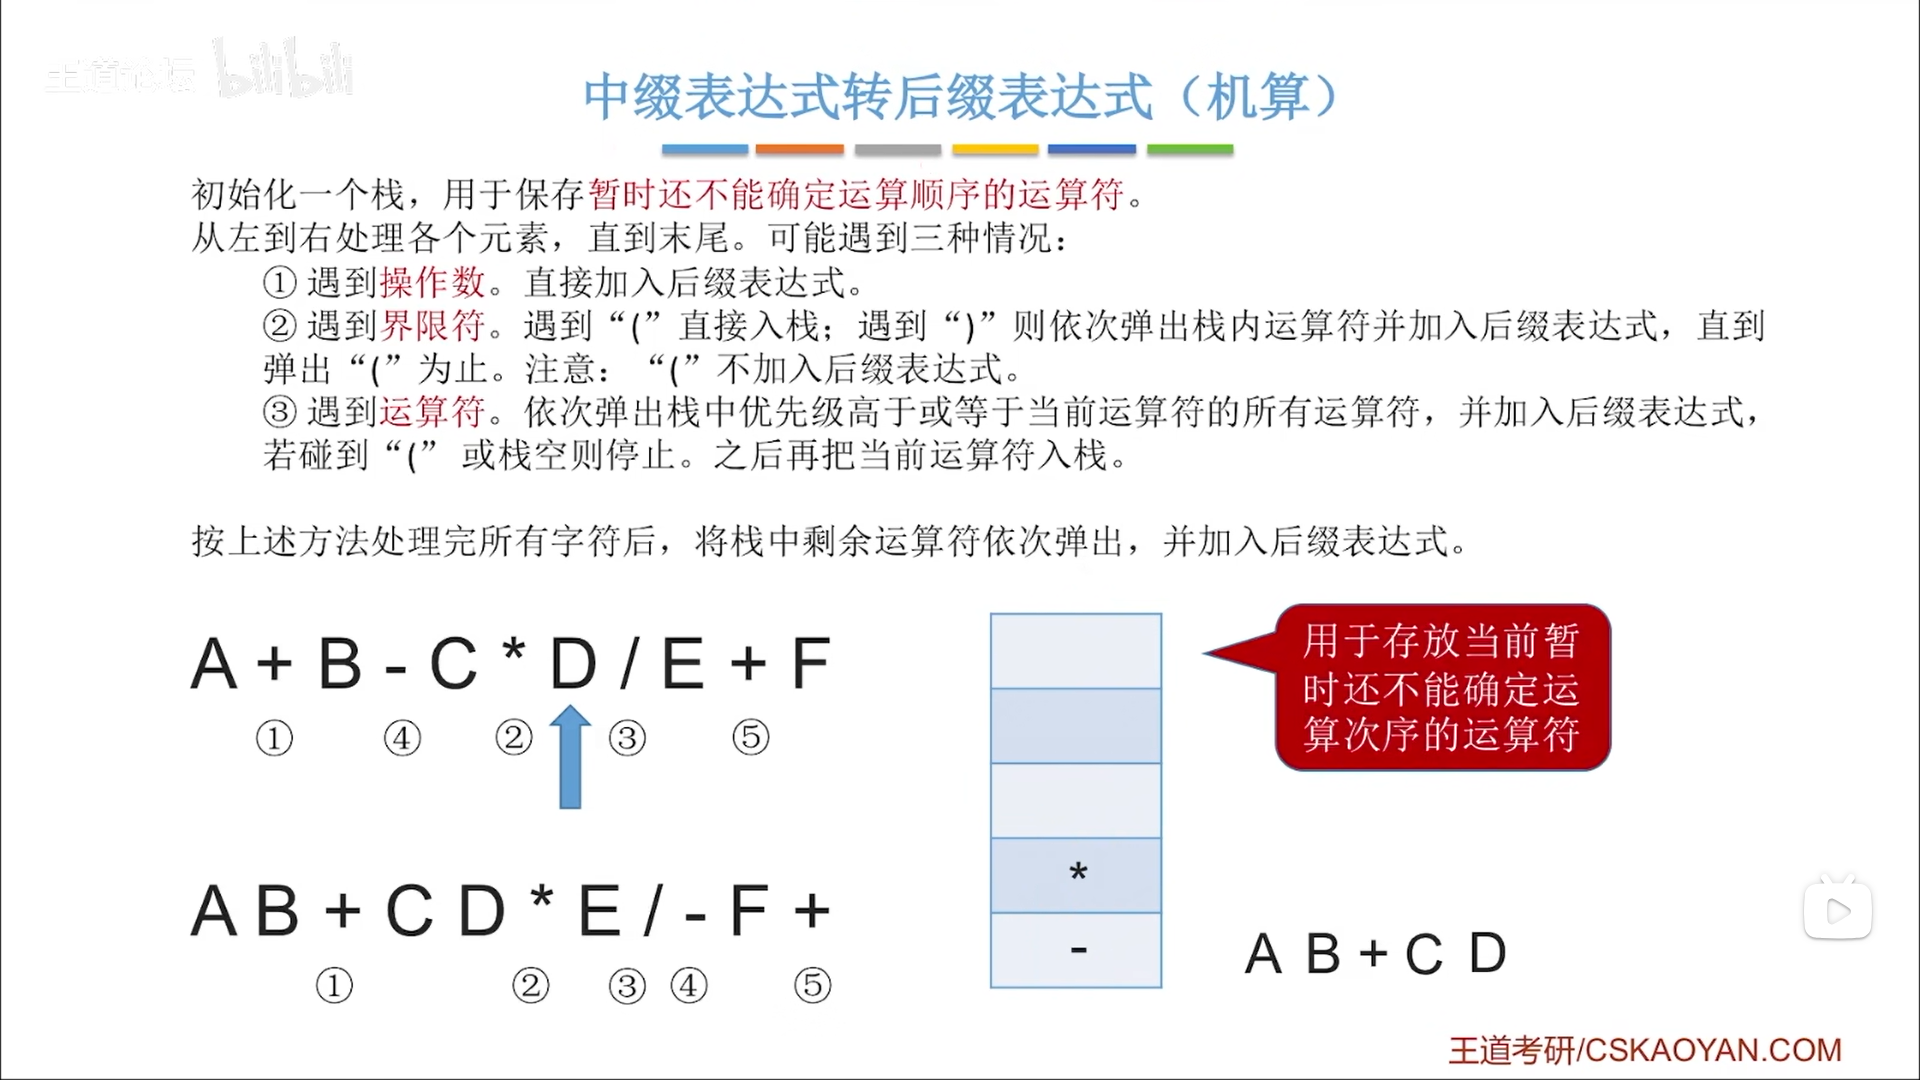 王道论坛 bilibili
中缀表达式转后缀表达式（机算）
初始化一个栈，用于保存暂时还不能确定运算顺序的运算符。
从左到右处理各个元素，直到末尾。可能遇到三种情况：
① 遇到操作数。直接加入后缀表达式。
② 遇到界限符。遇到“(”直接入栈；遇到“)”则依次弹出栈内运算符并加入后缀表达式，直到
弹出“(”为止。注意：“(”不加入后缀表达式。
③ 遇到运算符。依次弹出栈中优先级高于或等于当前运算符的所有运算符，并加入后缀表达式，
若碰到“(” 或栈空则停止。之后再把当前运算符入栈。
按上述方法处理完所有字符后，将栈中剩余运算符依次弹出，并加入后缀表达式。
A + B - C * D / E + F
① ④ ② ③ ⑤
A B + C D * E / - F +
① ② ③ ④ ⑤
*
-
用于存放当前暂
时还不能确定运
算次序的运算符
A B + C D
王道考研/CSKAOYAN.COM